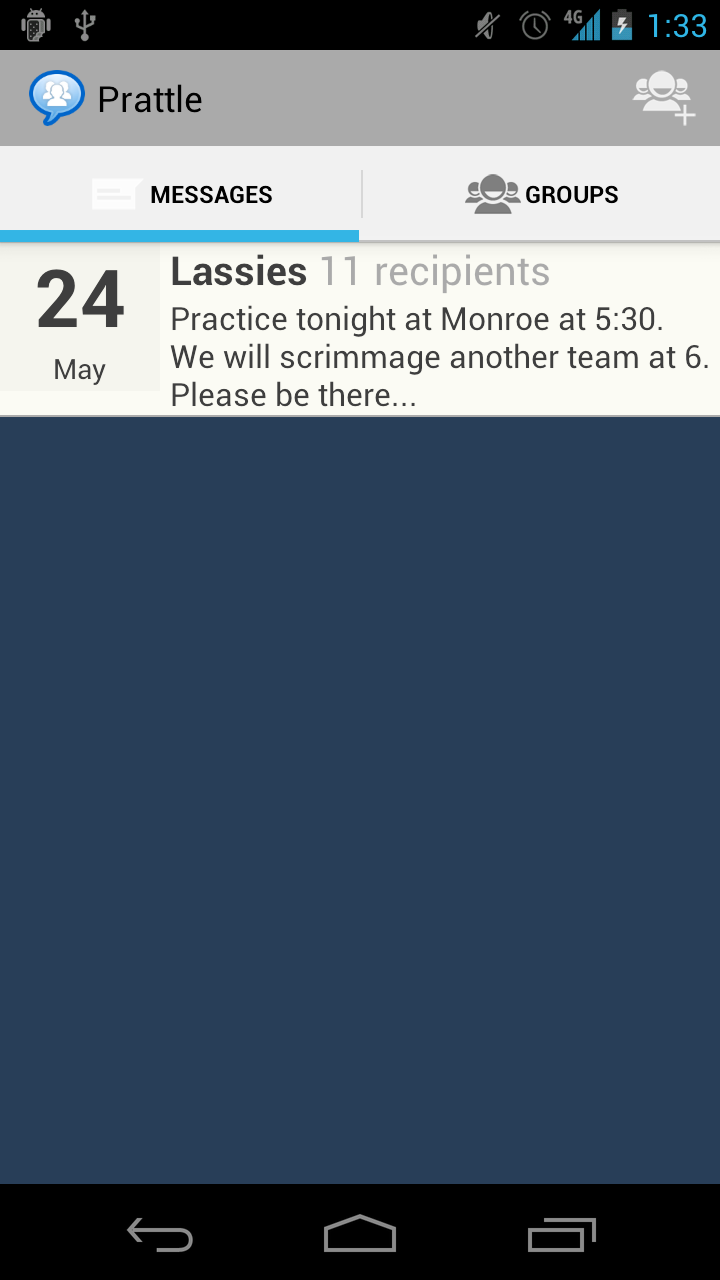 4G 1:33
Prattle
MESSAGES GROUPS
24
May
Lassies 11 recipients
Practice tonight at Monroe at 5:30.
We will scrimmage another team at 6.
Please be there...